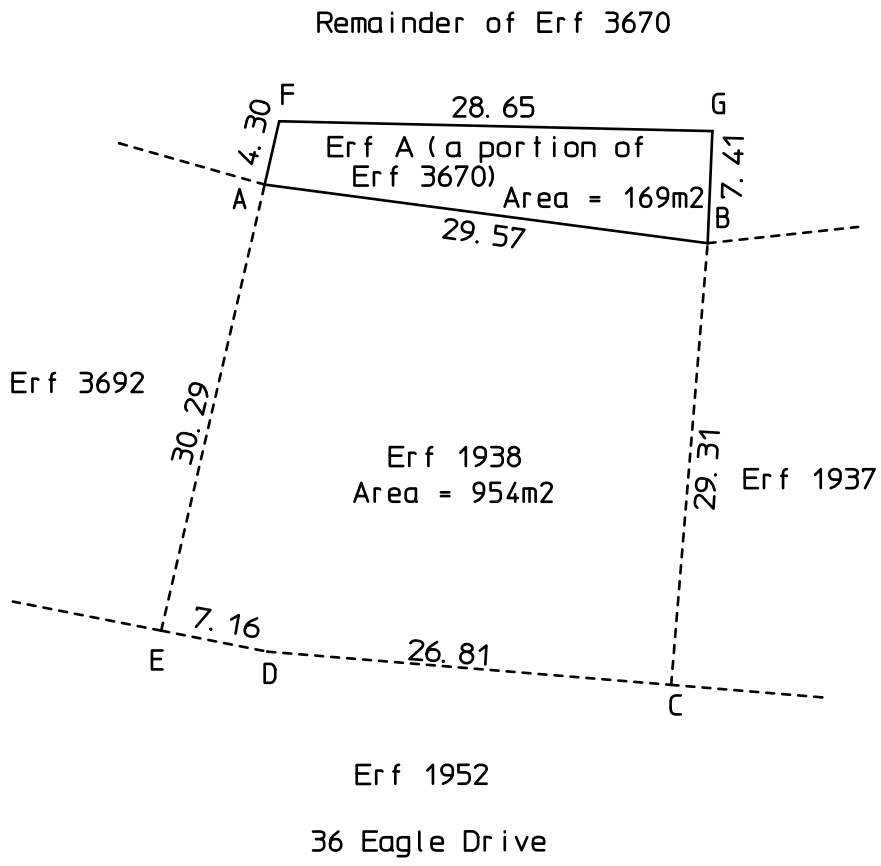 Remainder of Erf 3670
F
28.65
G
4.30
Erf A (a portion of
Erf 3670)
7.41
Area = 169m2
A
B
29.57
Erf 3692
30.29
Erf 1938
Area = 954m2
29.31
Erf 1937
7.16
26.81
E
D
C
Erf 1952
36 Eagle Drive